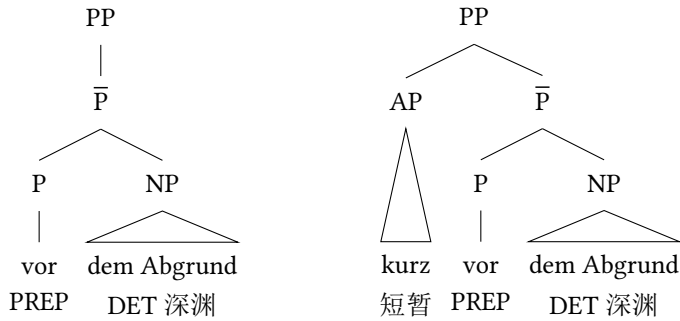 PP PP
P̅ AP P̅
P NP P NP
vor dem Abgrund kurz vor dem Abgrund
PREP DET 深渊 短暂 PREP DET 深渊